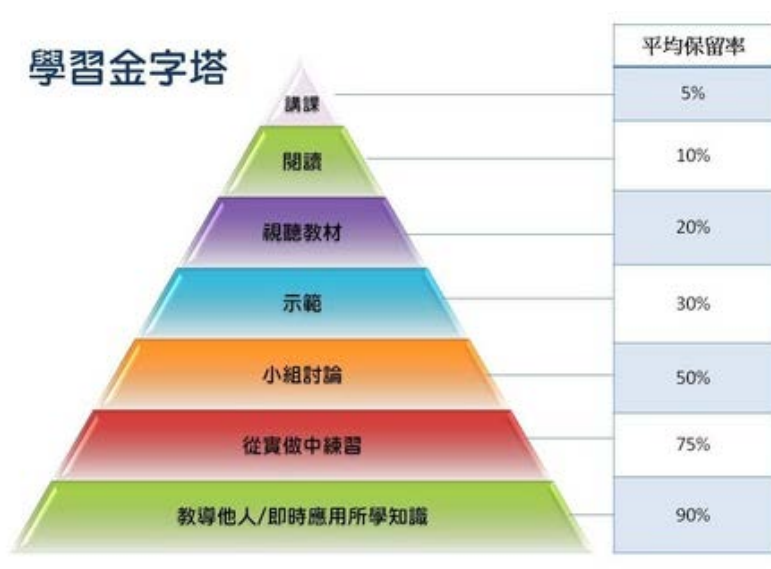 學習金字塔
平均保留率
講課
5%
閱讀
10%
視聽教材
20%
示範
30%
小組討論
50%
從實做中練習
75%
教導他人/即時應用所學知識
90%